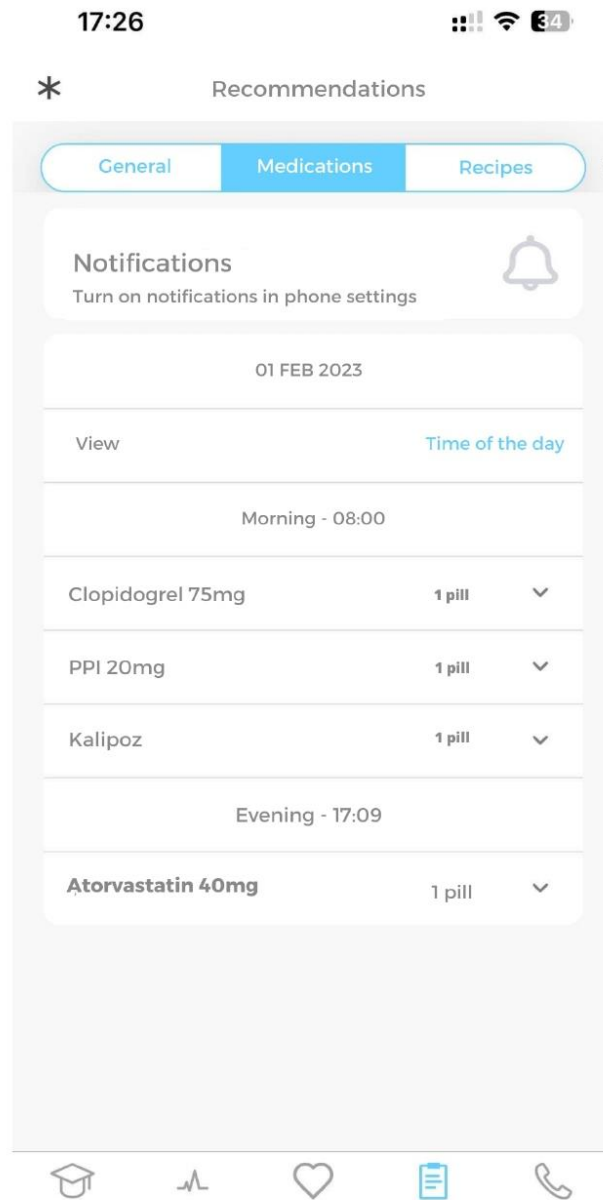 17:26 34
Recommendations
General Medications Recipes
Notifications
Turn on notifications in phone settings
01 FEB 2023
View Time of the day
Morning - 08:00
Clopidogrel 75mg 1 pill
PPI 20mg 1 pill
Kalipoz 1 pill
Evening - 17:09
Atorvastatin 40mg 1 pill